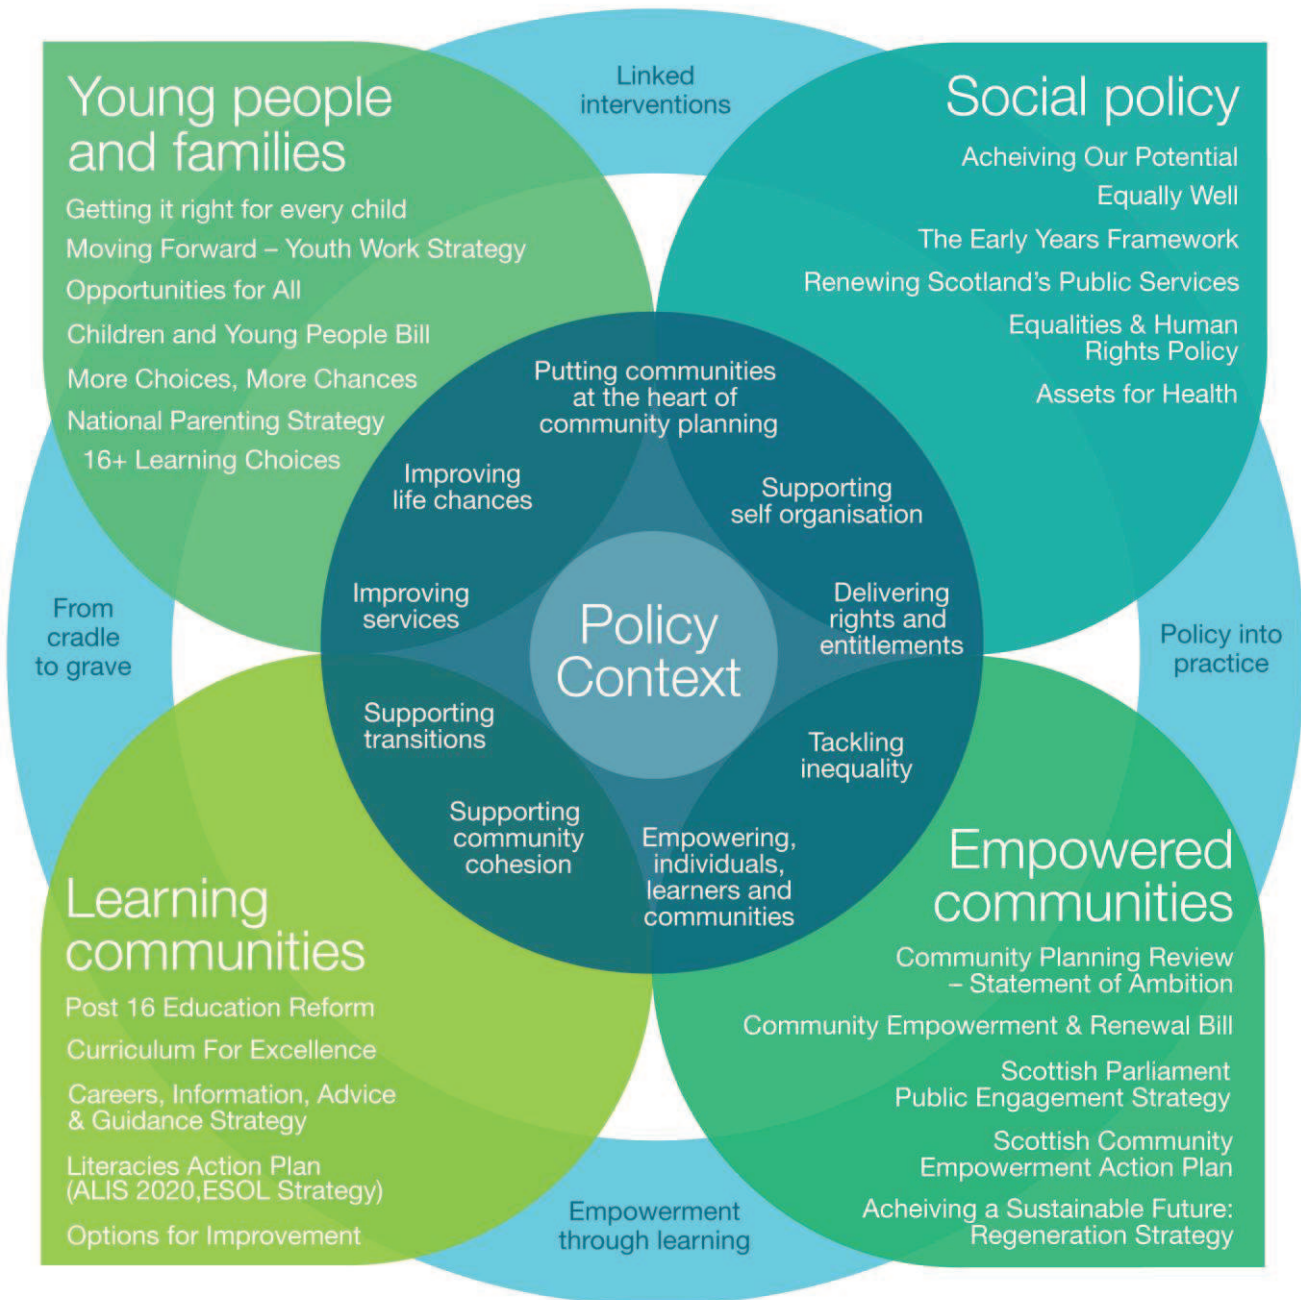 Linked
interventions
Young people
and families
Getting it right for every child
Moving Forward – Youth Work Strategy
Opportunities for All
Children and Young People Bill
More Choices, More Chances
National Parenting Strategy
16+ Learning Choices
Social policy
Acheiving Our Potential
Equally Well
The Early Years Framework
Renewing Scotland's Public Services
Equalities & Human
Rights Policy
Assets for Health
Putting communities
at the heart of
community planning
Improving
life chances
Supporting
self organisation
Improving
services
Delivering
rights and
entitlements
Policy
Context
From
cradle
to grave
Policy into
practice
Supporting
transitions
Tackling
inequality
Supporting
community
cohesion
Empowering,
individuals,
learners and
communities
Learning
communities
Post 16 Education Reform
Curriculum For Excellence
Careers, Information, Advice
& Guidance Strategy
Literacies Action Plan
(ALIS 2020,ESOL Strategy)
Options for Improvement
Empowered
communities
Community Planning Review
– Statement of Ambition
Community Empowerment & Renewal Bill
Scottish Parliament
Public Engagement Strategy
Scottish Community
Empowerment Action Plan
Acheiving a Sustainable Future:
Regeneration Strategy
Empowerment
through learning